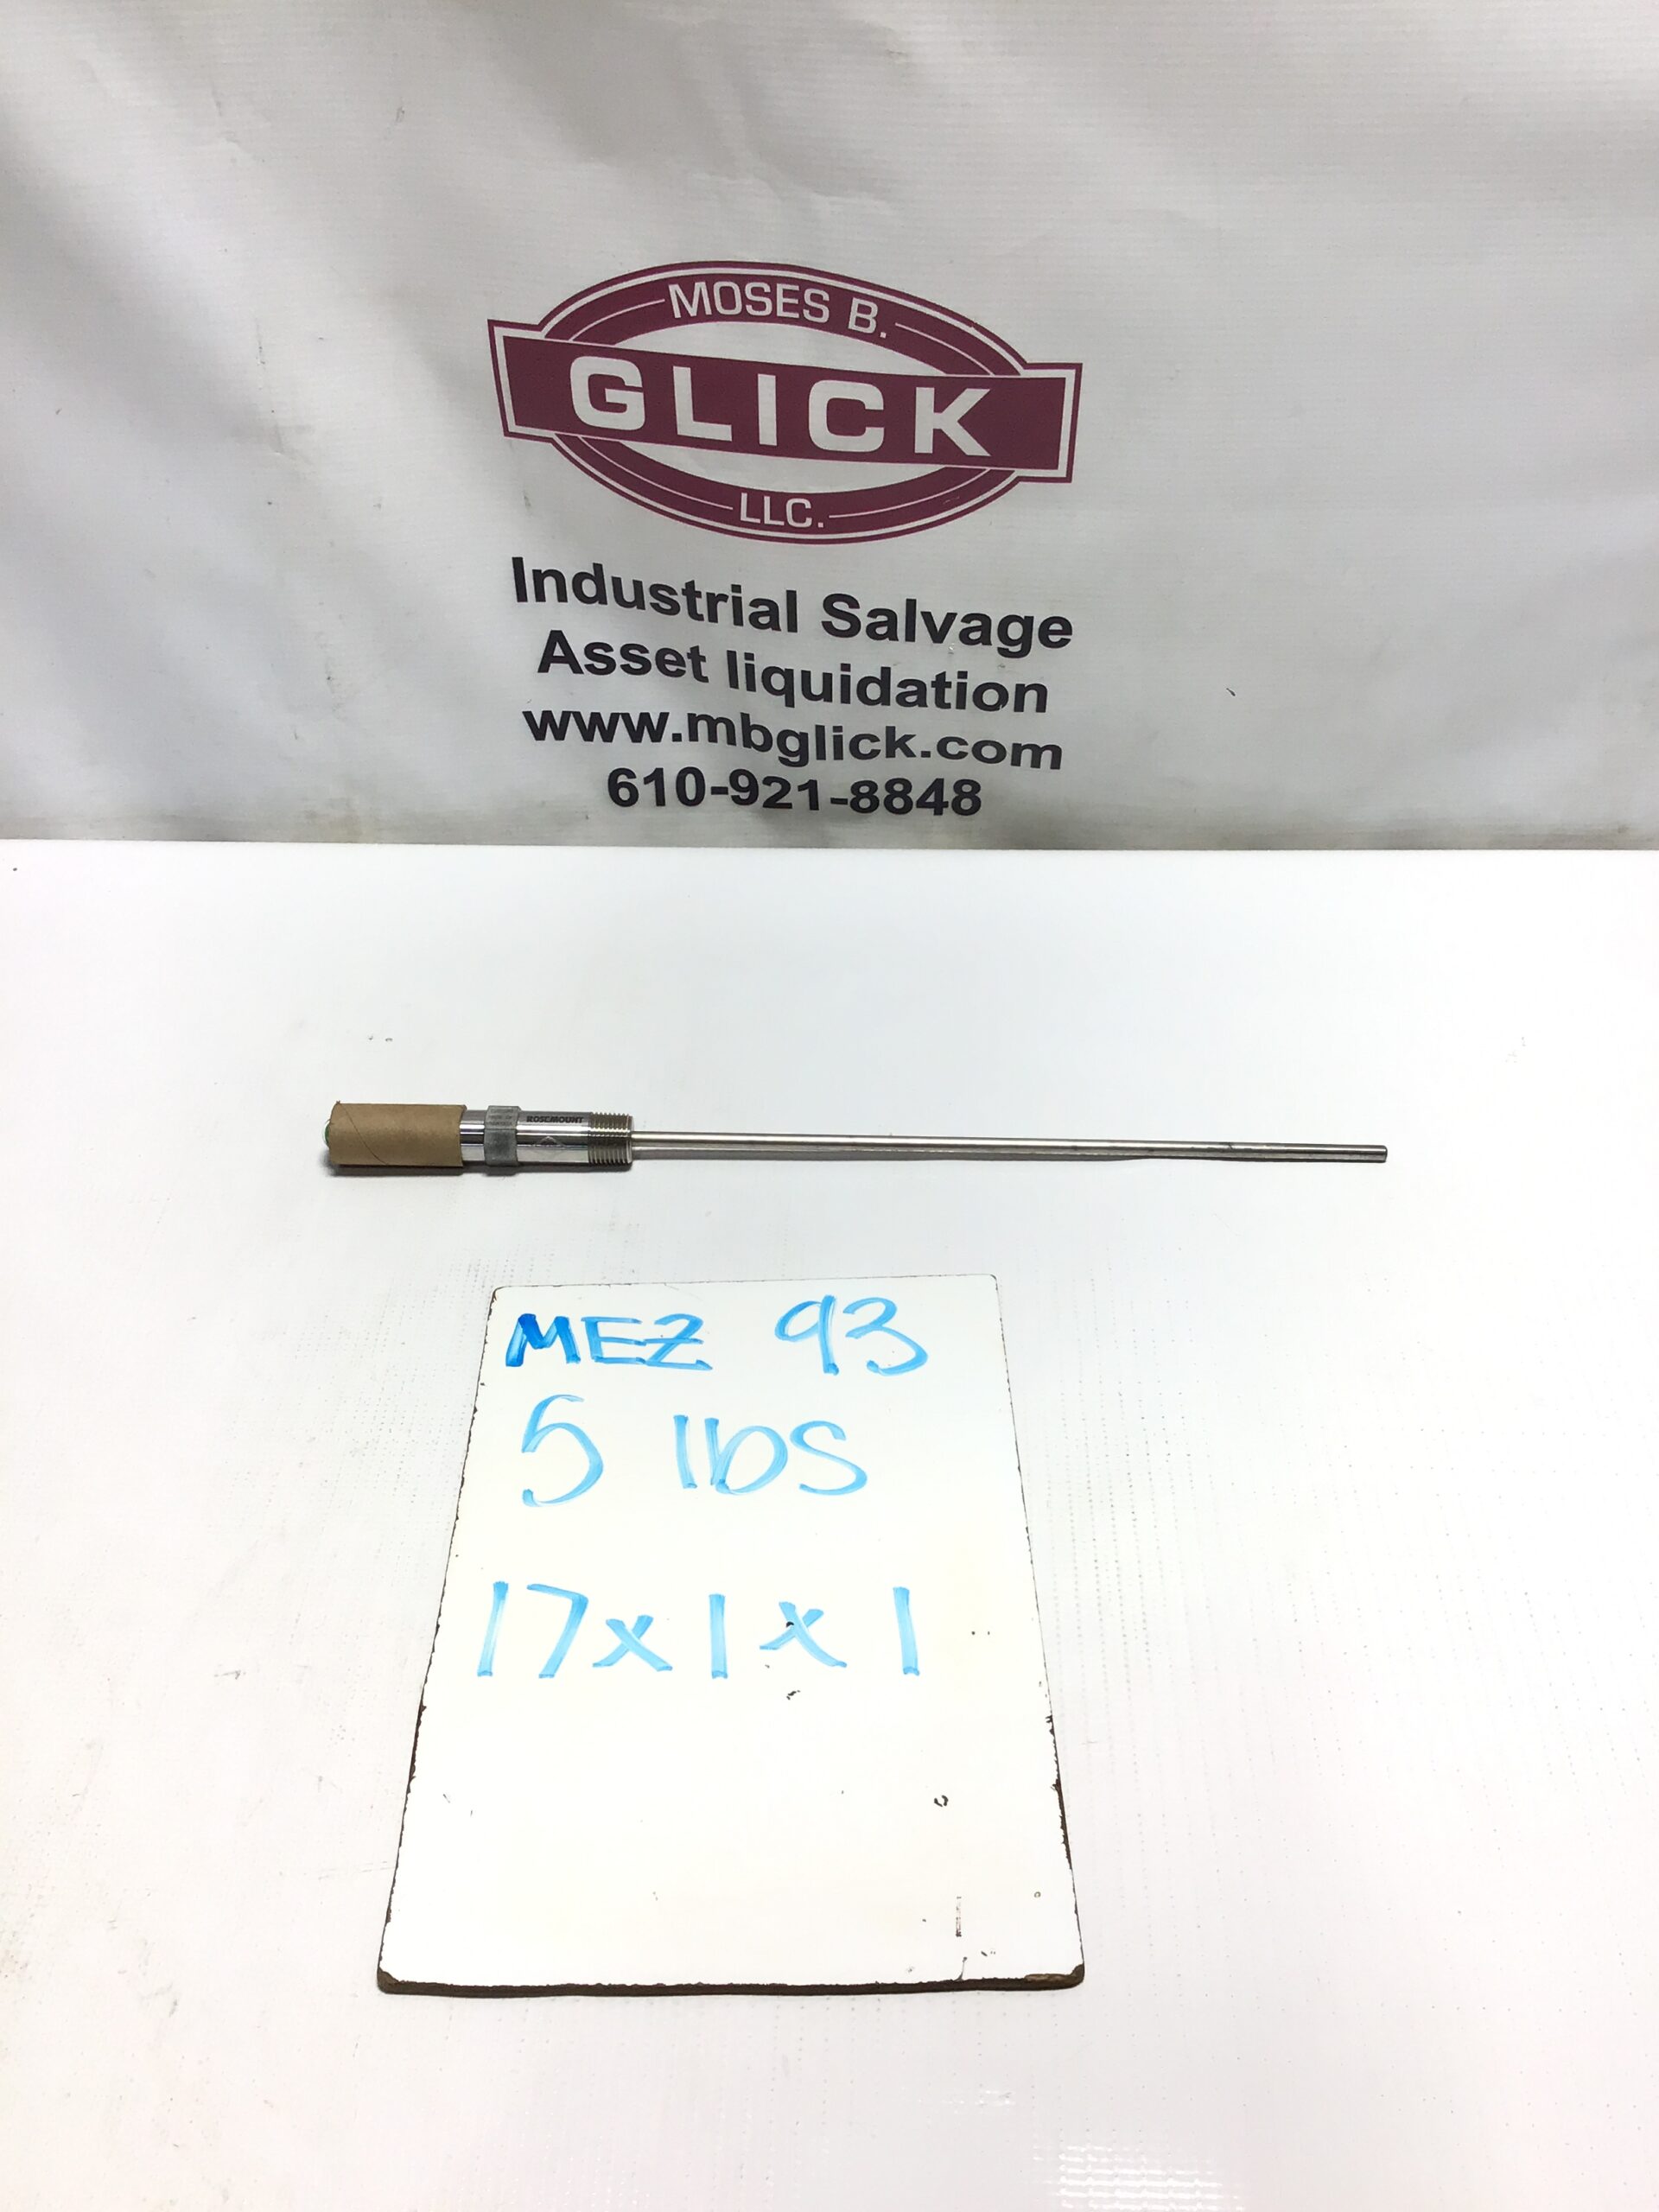 MOSES B.
GLICK
LLC.
Industrial Salvage
Asset liquidation
www.mbglick.com
610-921-8848
ROSEMOUNT
MEZ 93
5 lbs
17x1x1